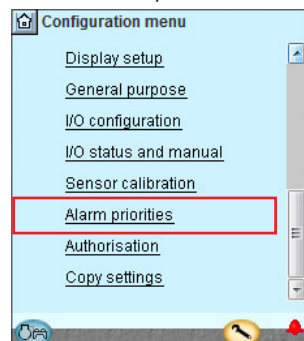 Configuration menu
Display setup
General purpose
I/O configuration
I/O status and manual
Sensor calibration
Alarm priorities
Authorisation
Copy settings